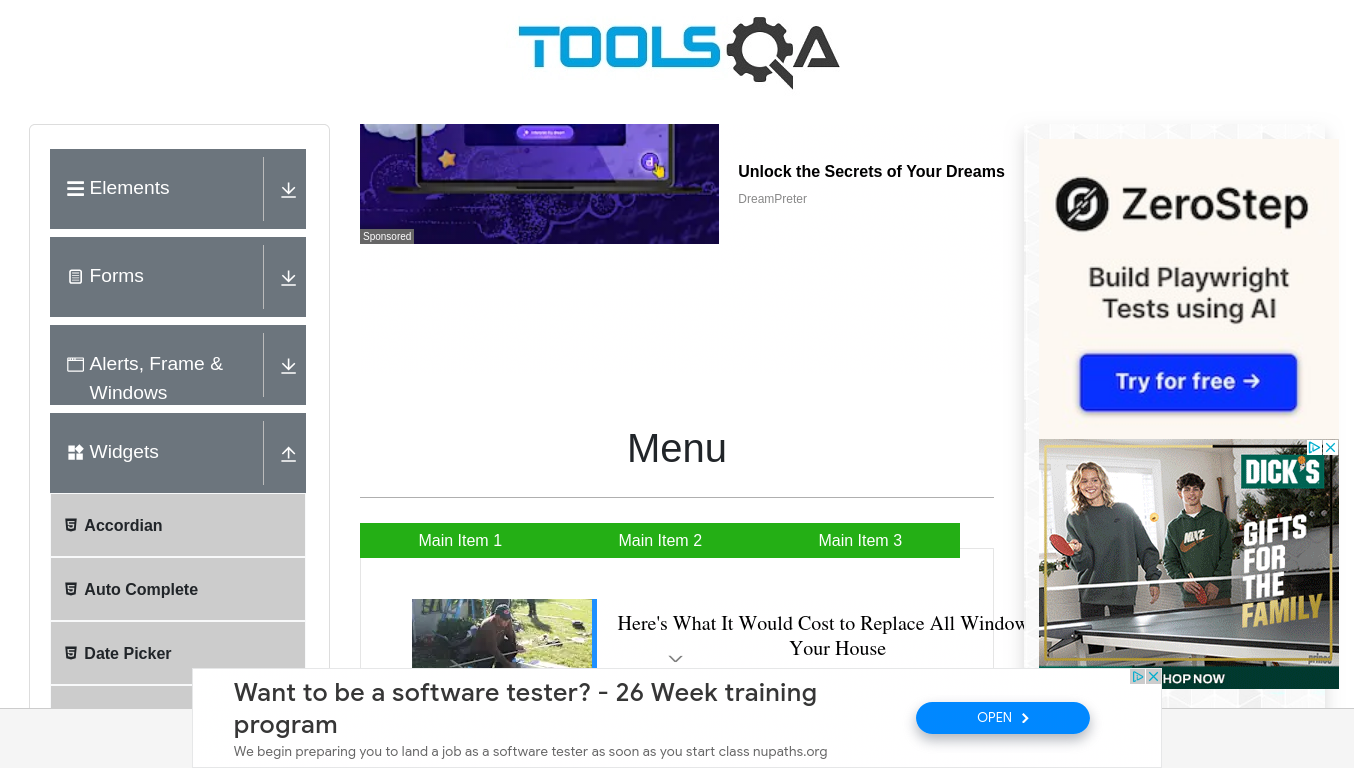 TOOLSQA
Elements
Forms
Alerts, Frame &
Windows
Widgets
Accordian
Auto Complete
Date Picker
Sponsored
Unlock the Secrets of Your Dreams
DreamPreter
Menu
Main Item 1
Main Item 2
Main Item 3
Here's What It Would Cost to Replace All Window
Your House
ZeroStep
Build Playwright
Tests using AI
Try for free →
DICK'S
NIKE
GIFTS
FOR
THE
FAMILY
prince
HOP NOW
Want to be a software tester? - 26 Week training
program
We begin preparing you to land a job as a software tester as soon as you start class nupaths.org
OPEN